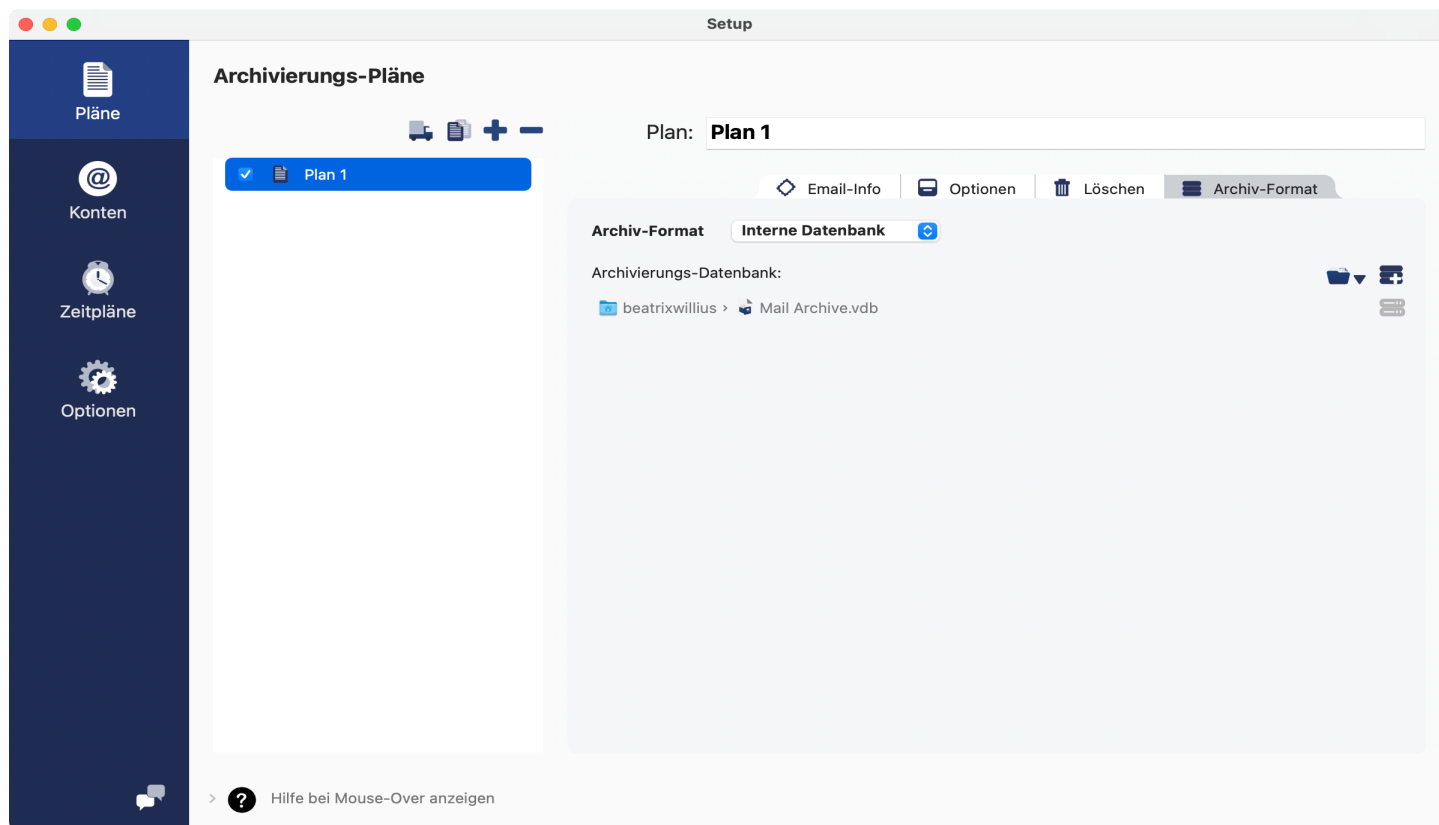 Setup
Pläne
Konten
Zeitpläne
Optionen
Archivierungs-Pläne
Plan 1
Plan: Plan 1
Email-Info Optionen Löschen Archiv-Format
Archiv-Format Interne Datenbank
Archivierungs-Datenbank:
beatrixwillius › Mail Archive.vdb
? Hilfe bei Mouse-Over anzeigen